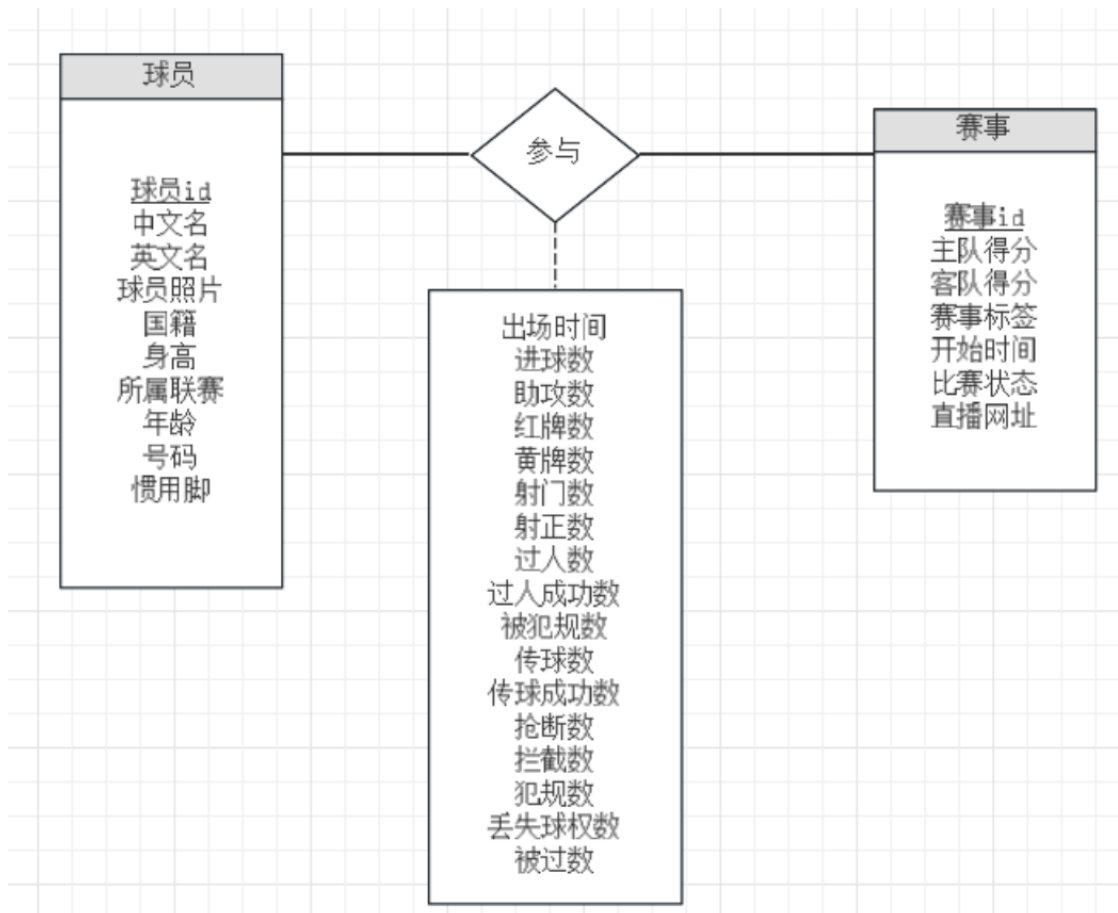 球员
球员id
中文名
英文名
球员照片
国籍
身高
所属联赛
年龄
号码
惯用脚
参与
出场时间
进球数
助攻数
红牌数
黄牌数
射门数
射正数
过人数
过人成功数
被犯规数
传球数
传球成功数
抢断数
拦截数
犯规数
丢失球权数
被过数
赛事
赛事id
主队得分
客队得分
赛事标签
开始时间
比赛状态
直播网址